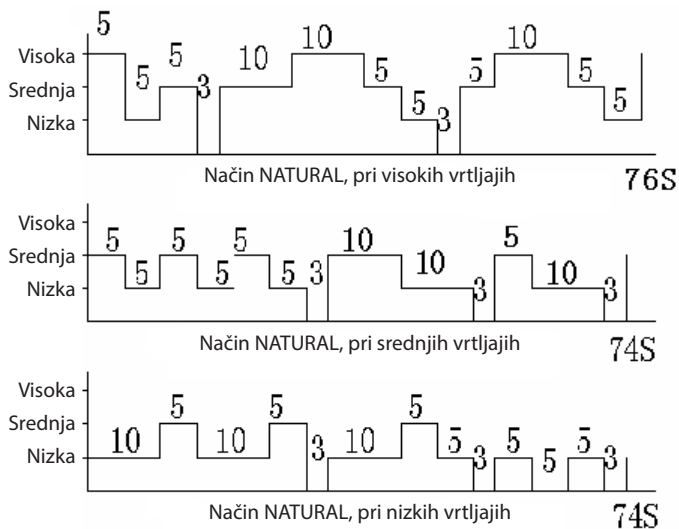 5 10 10
Visoka
5 5 10 5 5
Srednja 3
5 5
Nizka 3
Način NATURAL, pri visokih vrtljajih 76S
Visoka
5 5 5 10 5
Srednja
5 5 5 3 10 10
Nizka 3 3
Način NATURAL, pri srednjih vrtljajih 74S
Visoka
5 5 5
Srednja
10 10 3 10 5 3 5 5 5 3
Nizka
Način NATURAL, pri nizkih vrtljajih 74S